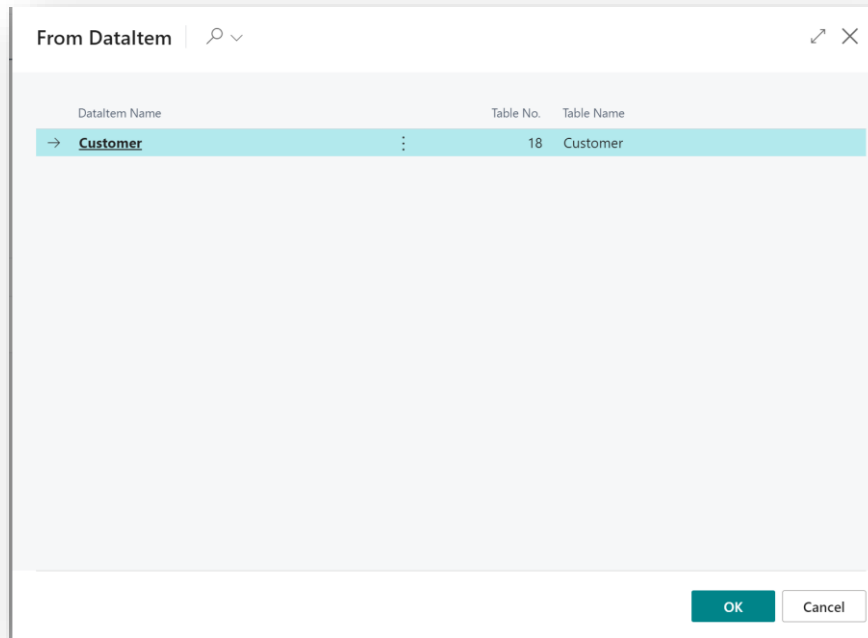 From DataItem
DataItem Name Table No. Table Name
Customer 18 Customer
OK Cancel